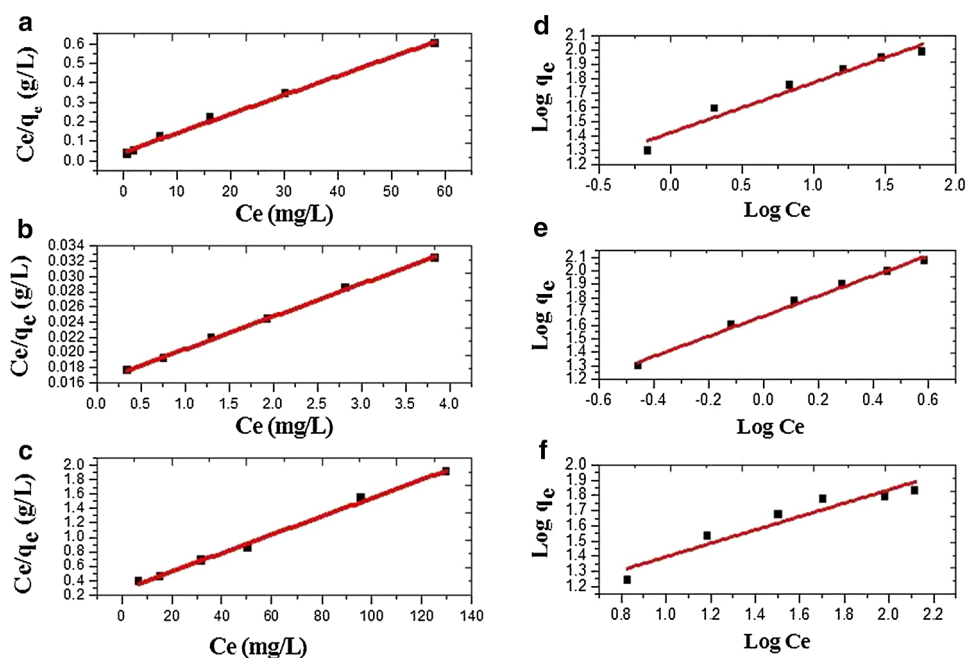 a
Ce/qe (g/L)
0.6
0.5
0.4
0.3
0.2
0.1
0.0
0 10 20 30 40 50 60
Ce (mg/L)
b
Ce/qe (g/L)
0.034
0.032
0.030
0.028
0.026
0.024
0.022
0.020
0.018
0.016
0.0 0.5 1.0 1.5 2.0 2.5 3.0 3.5 4.0
Ce (mg/L)
c
Ce/qe (g/L)
2.0
1.8
1.6
1.4
1.2
1.0
0.8
0.6
0.4
0.2
0 20 40 60 80 100 120 140
Ce (mg/L)
d
Log qe
2.1
2.0
1.9
1.8
1.7
1.6
1.5
1.4
1.3
1.2
-0.5 0.0 0.5 1.0 1.5 2.0
Log Ce
e
Log qe
2.1
2.0
1.9
1.8
1.7
1.6
1.5
1.4
1.3
1.2
-0.6 -0.4 -0.2 0.0 0.2 0.4 0.6
Log Ce
f
Log qe
2.0
1.9
1.8
1.7
1.6
1.5
1.4
1.3
1.2
0.8 1.0 1.2 1.4 1.6 1.8 2.0 2.2
Log Ce